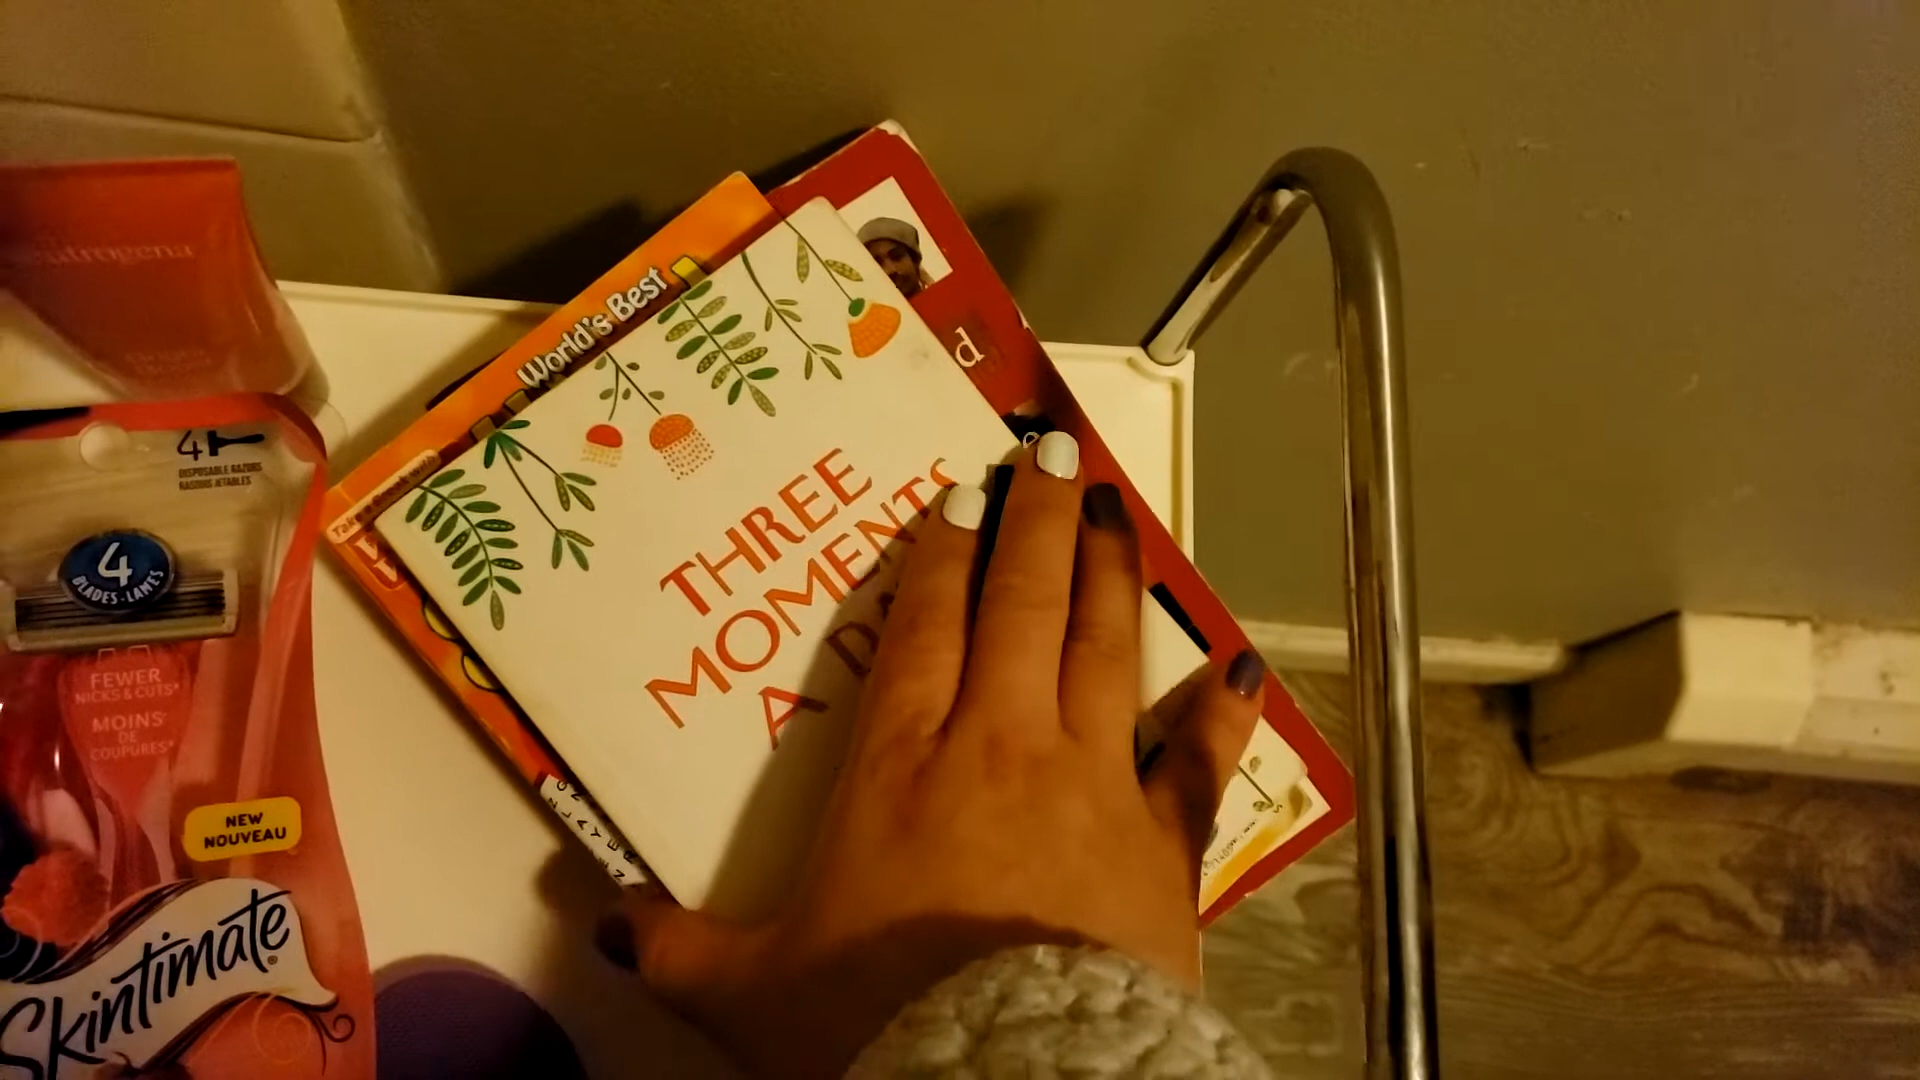 Neutrogena
4
DISPOSABLE RAZORS
RASOIRS JETABLES
4
BLADES-LAMES
FEWER
NICKS & CUTS*
MOINS
DE
COUPURES*
NEW
NOUVEAU
Skintimate®
World's Best
THREE
MOMENTS
A
d